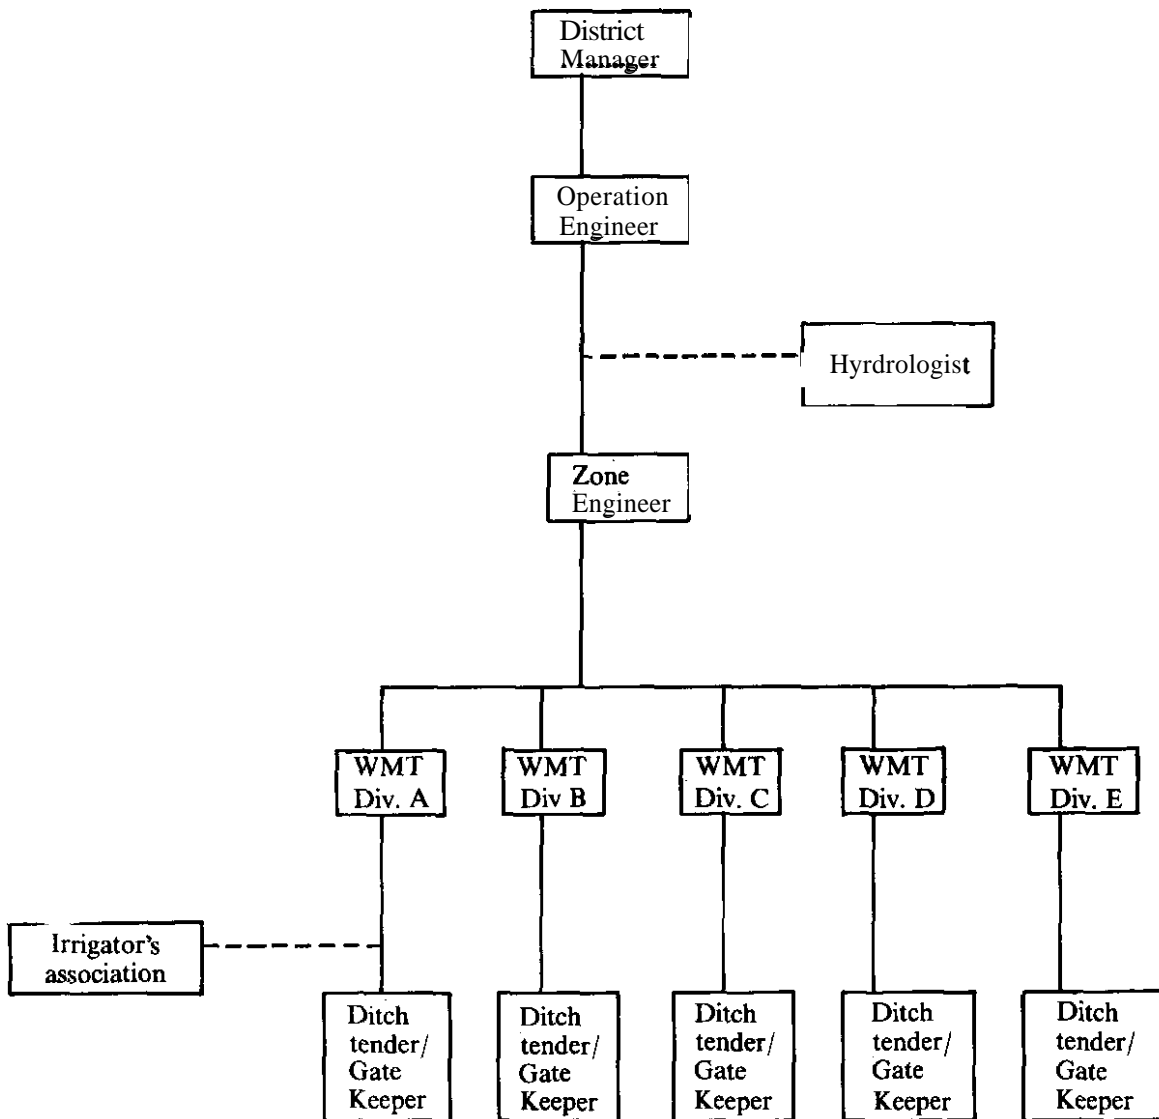 District
Manager
Operation
Engineer
Hyrdrologist
Zone
Engineer
WMT
Div. A
WMT
Div B
WMT
Div. C
WMT
Div. D
WMT
Div. E
Irrigator's
association
Ditch
tender/
Gate
Keeper
Ditch
tender/
Gate
Keeper
Ditch
tender/
Gate
Keeper
Ditch
tender/
Gate
Keeper
Ditch
tender/
Gate
Keeper